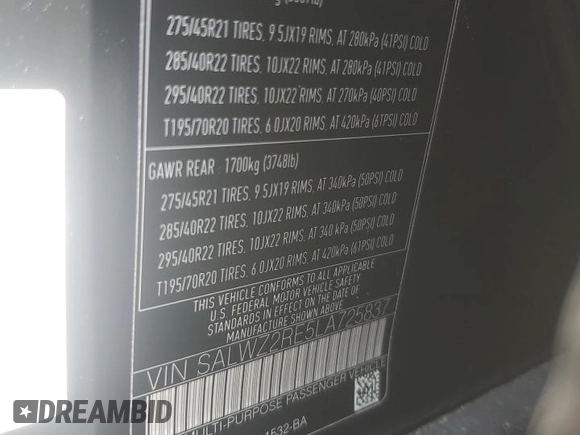 275/45R21 TIRES, 9.5JX19 RIMS, AT 280kPa (41PSI) COLD
285/40R22 TIRES, 10JX22 RIMS, AT 280kPa (41PSI) COLD
295/40R22 TIRES, 10JX22 RIMS, AT 270kPa (40PSI) COLD
T195/70R20 TIRES, 6.0JX20 RIMS, AT 420kPa (61PSI) COLD
GAWR REAR : 1700kg (3748lb)
275/45R21 TIRES, 9.5JX19 RIMS, AT 340kPa (50PSI) COLD
285/40R22 TIRES, 10JX22 RIMS, AT 340kPa (50PSI) COLD
295/40R22 TIRES, 10JX22 RIMS, AT 340 kPa (50PSI) COLD
T195/70R20 TIRES, 6.0JX20 RIMS, AT 420kPa (61PSI) COLD
THIS VEHICLE CONFORMS TO ALL APPLICABLE
U.S. FEDERAL MOTOR VEHICLE SAFETY
STANDARDS IN EFFECT ON THE DATE OF
MANUFACTURE SHOWN ABOVE
VIN SALWZ2RE5LA725837
MULTI-PURPOSE PASSENGER VEHICLE
1532-BA
DREAMBID